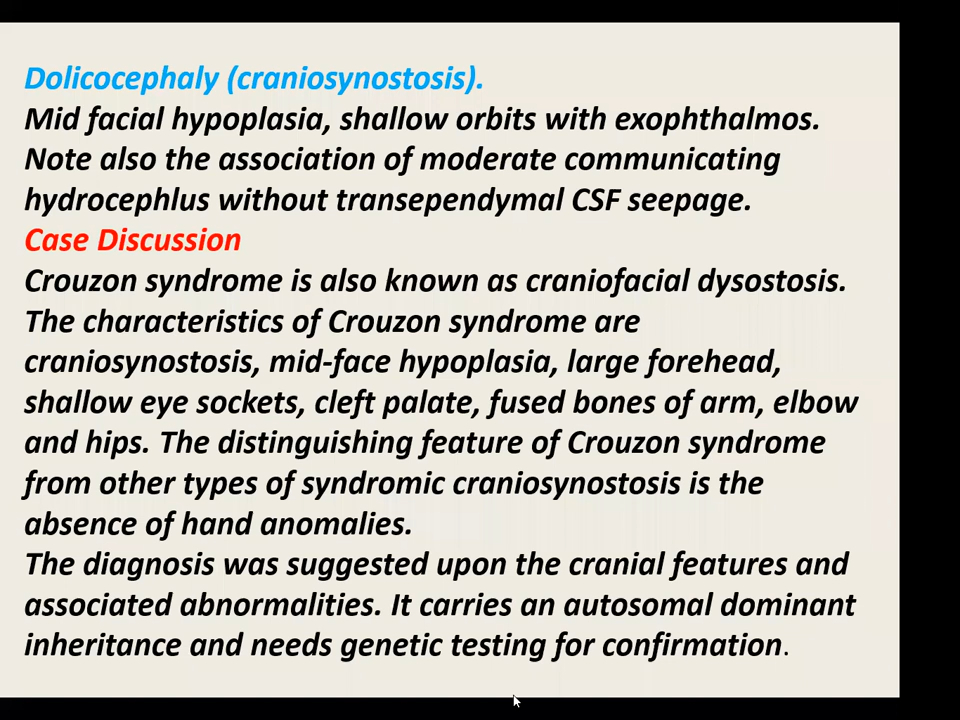 Dolicocephaly (craniosynostosis).
Mid facial hypoplasia, shallow orbits with exophthalmos.
Note also the association of moderate communicating
hydrocephlus without transependymal CSF seepage.
Case Discussion
Crouzon syndrome is also known as craniofacial dysostosis.
The characteristics of Crouzon syndrome are
craniosynostosis, mid-face hypoplasia, large forehead,
shallow eye sockets, cleft palate, fused bones of arm, elbow
and hips. The distinguishing feature of Crouzon syndrome
from other types of syndromic craniosynostosis is the
absence of hand anomalies.
The diagnosis was suggested upon the cranial features and
associated abnormalities. It carries an autosomal dominant
inheritance and needs genetic testing for confirmation.